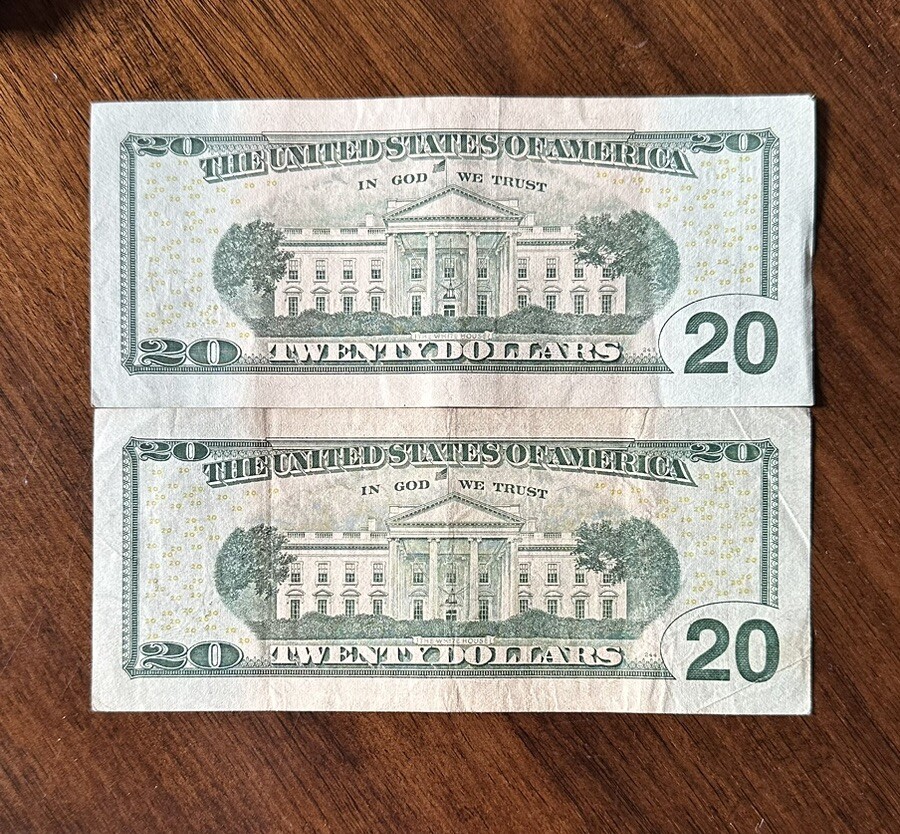 20 20
THE UNITED STATES OF AMERICA
IN GOD WE TRUST
THE WHITE HOUSE
20 TWENTY DOLLARS 20
20 20
THE UNITED STATES OF AMERICA
IN GOD WE TRUST
THE WHITE HOUSE
20 TWENTY DOLLARS 20